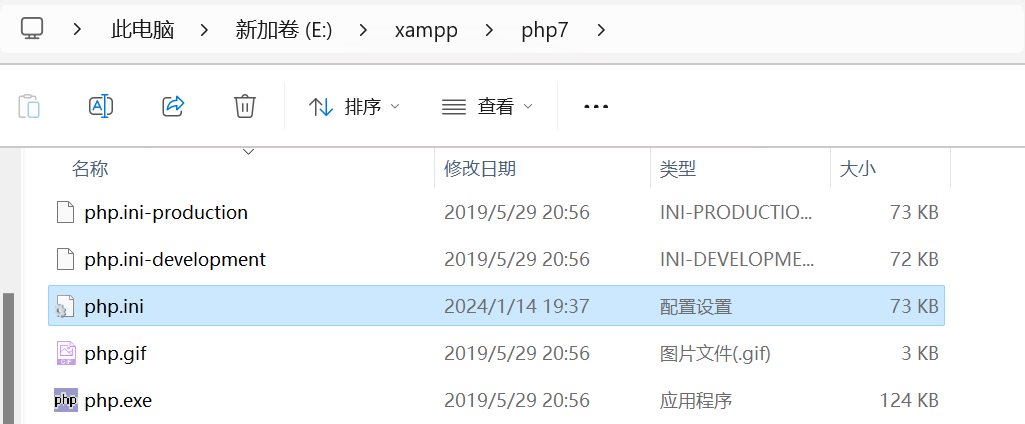 此电脑 新加卷 (E:) xampp php7
排序 查看
名称 修改日期 类型 大小
php.ini-production 2019/5/29 20:56 INI-PRODUCTIO... 73 KB
php.ini-development 2019/5/29 20:56 INI-DEVELOPME... 72 KB
php.ini 2024/1/14 19:37 配置设置 73 KB
GIF php.gif 2019/5/29 20:56 图片文件(.gif) 3 KB
php php.exe 2019/5/29 20:56 应用程序 124 KB